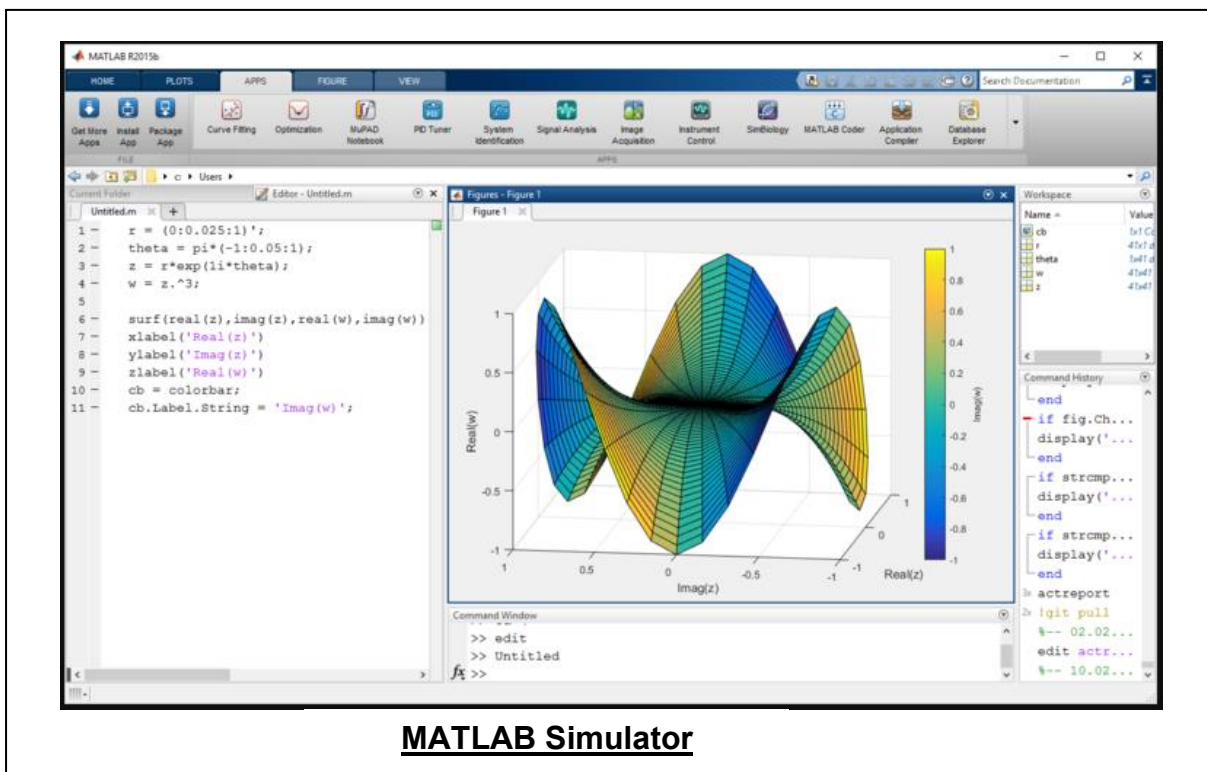 MATLAB R2015b
HOME PLOTS APPS FIGURE VIEW Search Documentation
Get More Apps Install App Package App Curve Fitting Optimization MuPAD Notebook PID Tuner System Identification Signal Analysis Image Acquisition Instrument Control SimBiology MATLAB Coder Application Compiler Database Explorer
FILE APPS
c Users
Current Folder Editor - Untitled.m Figures - Figure 1 Workspace
Untitled.m Figure 1 Name Value
1 r = (0:0.025:1)';
2 theta = pi*(-1:0.05:1);
3 z = r*exp(1i*theta);
4 w = z.^3;
5
6 surf(real(z),imag(z),real(w),imag(w))
7 xlabel('Real(z)')
8 ylabel('Imag(z)')
9 zlabel('Real(w)')
10 cb = colorbar;
11 cb.Label.String = 'Imag(w)';
1
0.5
0
-0.5
-1
Real(w)
1 0.5 0 -0.5 -1
Imag(z)
-1 0 1
Real(z)
1
0.8
0.6
0.4
0.2
0
-0.2
-0.4
-0.6
-0.8
-1
Imag(w)
cb 1x1 Co
r 41x1 d
theta 1x41 d
w 41x41
z 41x41
Command History
end
if fig.Ch...
display('...
end
if strcmp...
display('...
end
if strcmp...
display('...
end
3x actreport
2x !git pull
%-- 02.02...
edit actr...
%-- 10.02...
Command Window
>> edit
>> Untitled
fx >>
MATLAB Simulator